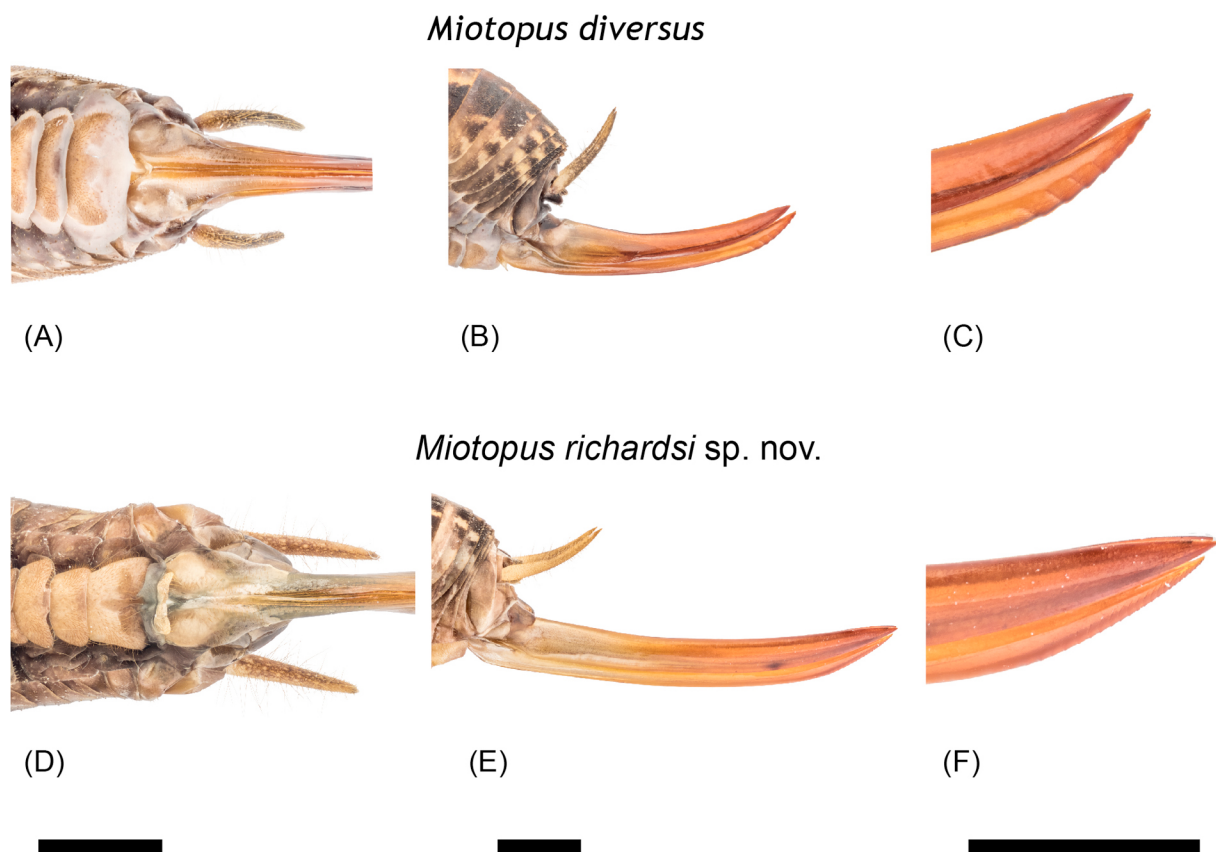 Miotopus diversus
(A)
(B)
(C)
Miotopus richardsi sp. nov.
(D)
(E)
(F)